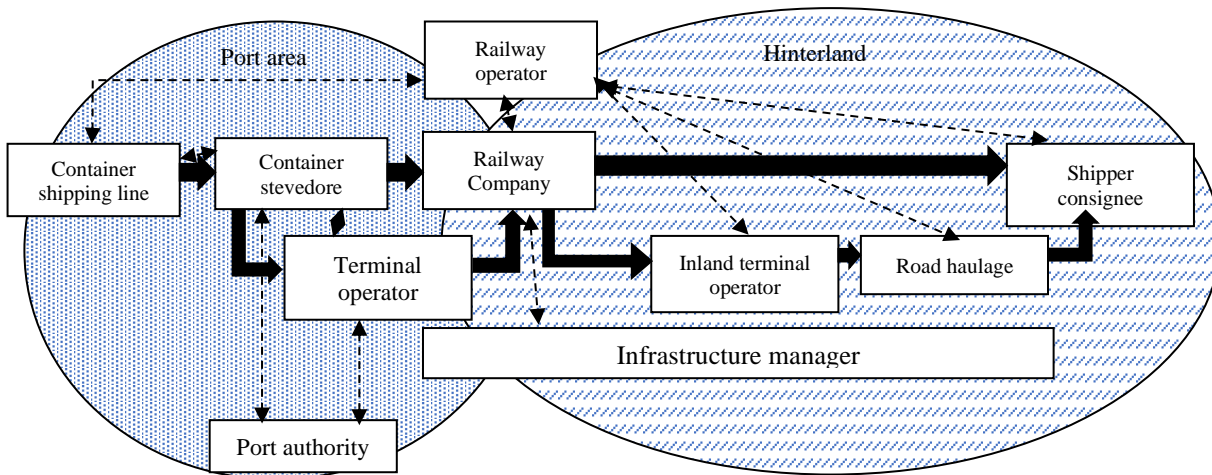 Port area
Railway
operator
Hinterland
Container
shipping line
Container
stevedore
Railway
Company
Shipper
consignee
Terminal
operator
Inland terminal
operator
Road haulage
Infrastructure manager
Port authority